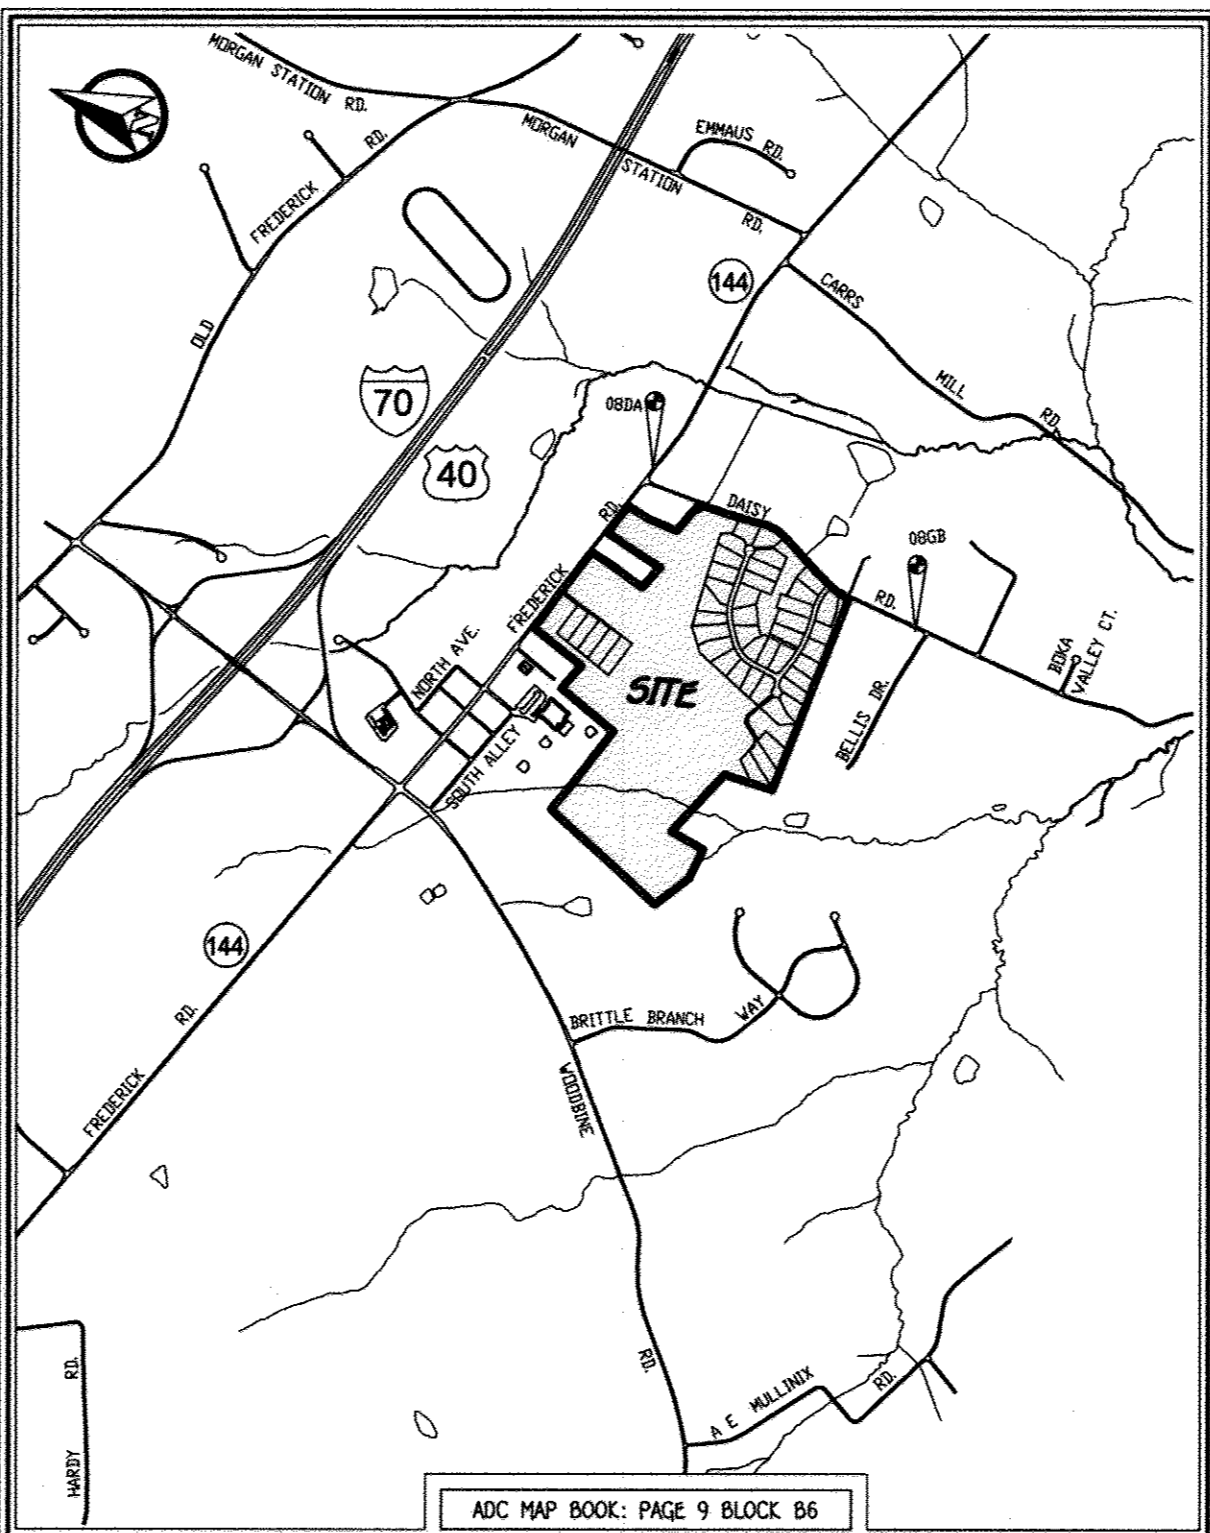 MORGAN STATION RD.
N
OLD FREDERICK RD.
MORGAN STATION RD.
EMMAUS RD.
144
CARRS MILL RD.
70
40
08DA
DAISY RD.
08GB
FREDERICK RD.
NORTH AVE.
SOUTH ALLEY
SITE
BELLIS DR.
BOKA
VALLEY CT.
144
FREDERICK RD.
BRITTLE BRANCH WAY
WOODBINE RD.
A E MULLINIX RD.
HARDY RD.
ADC MAP BOOK: PAGE 9 BLOCK B6